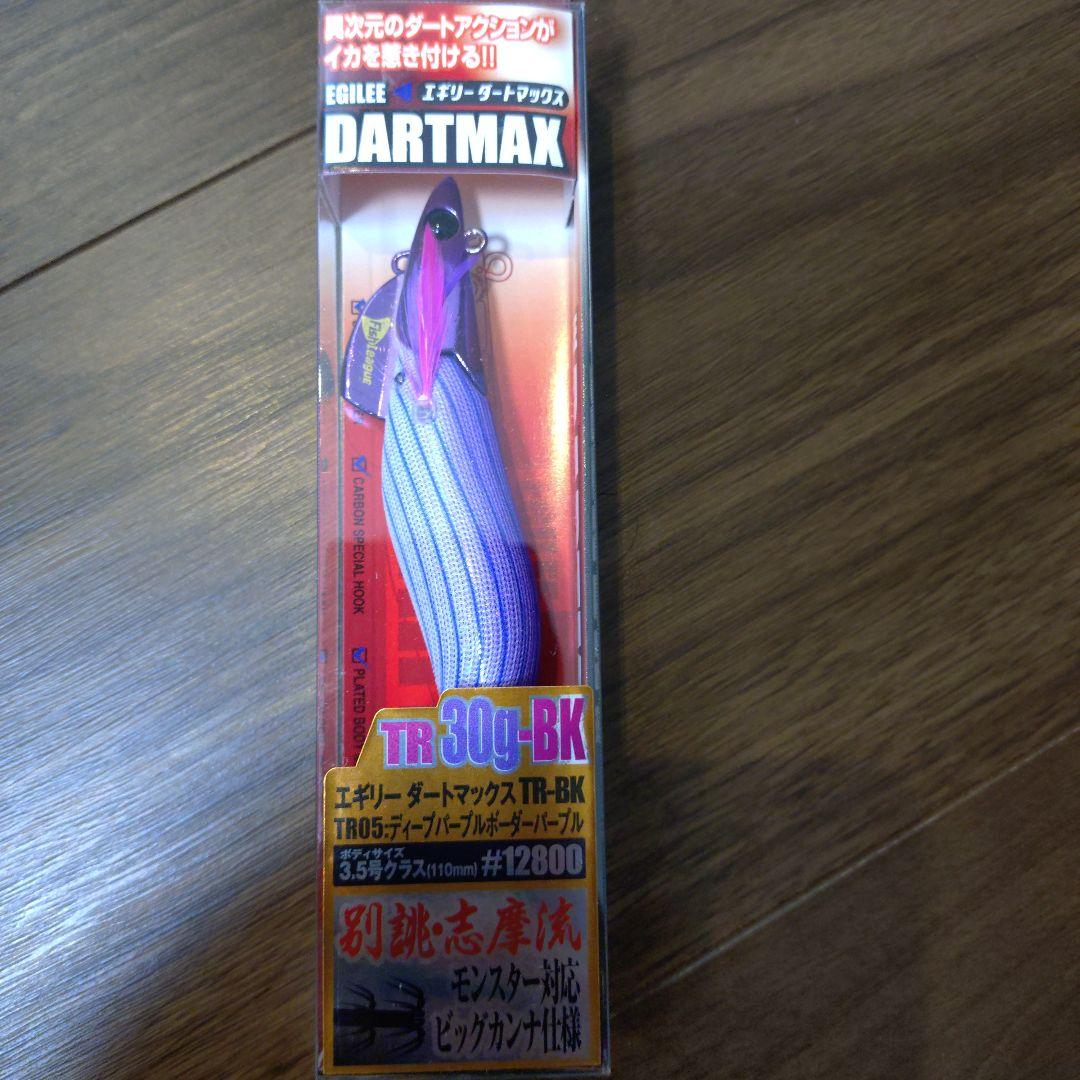 異次元のダートアクションが
イカを惹き付ける!!
EGILEE エギリー ダートマックス
DARTMAX
Fish League
CARBON SPECIAL HOOK
PLATED BODY
TR 30g-BK
エギリー ダートマックス TR-BK
TR05:ディープパープルボーダーパープル
ボディサイズ
3.5号クラス(110mm) #12800
別誂・志摩流
モンスター対応
ビッグカンナ仕様